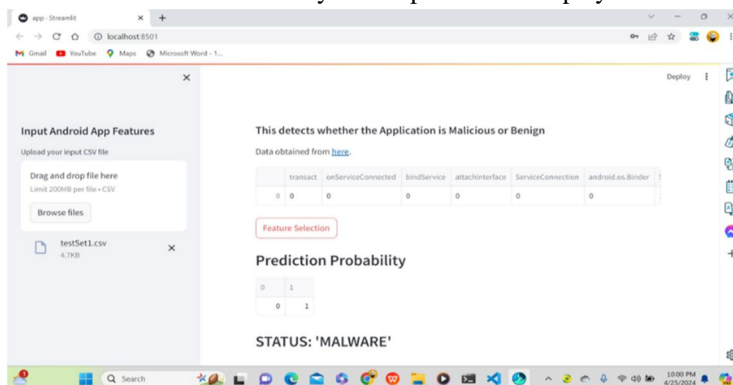 app · Streamlit
localhost:8501
Gmail YouTube Maps Microsoft Word - 1...
Deploy
Input Android App Features
Upload your input CSV file
Drag and drop file here
Limit 200MB per file • CSV
Browse files
testSet1.csv
4.7KB
This detects whether the Application is Malicious or Benign
Data obtained from here.
transact onServiceConnected bindService attachInterface ServiceConnection android.os.Binder
0 0 0 0 0 0 0
Feature Selection
Prediction Probability
0 1
0 1
STATUS: 'MALWARE'
Search
10:00 PM
4/25/2024